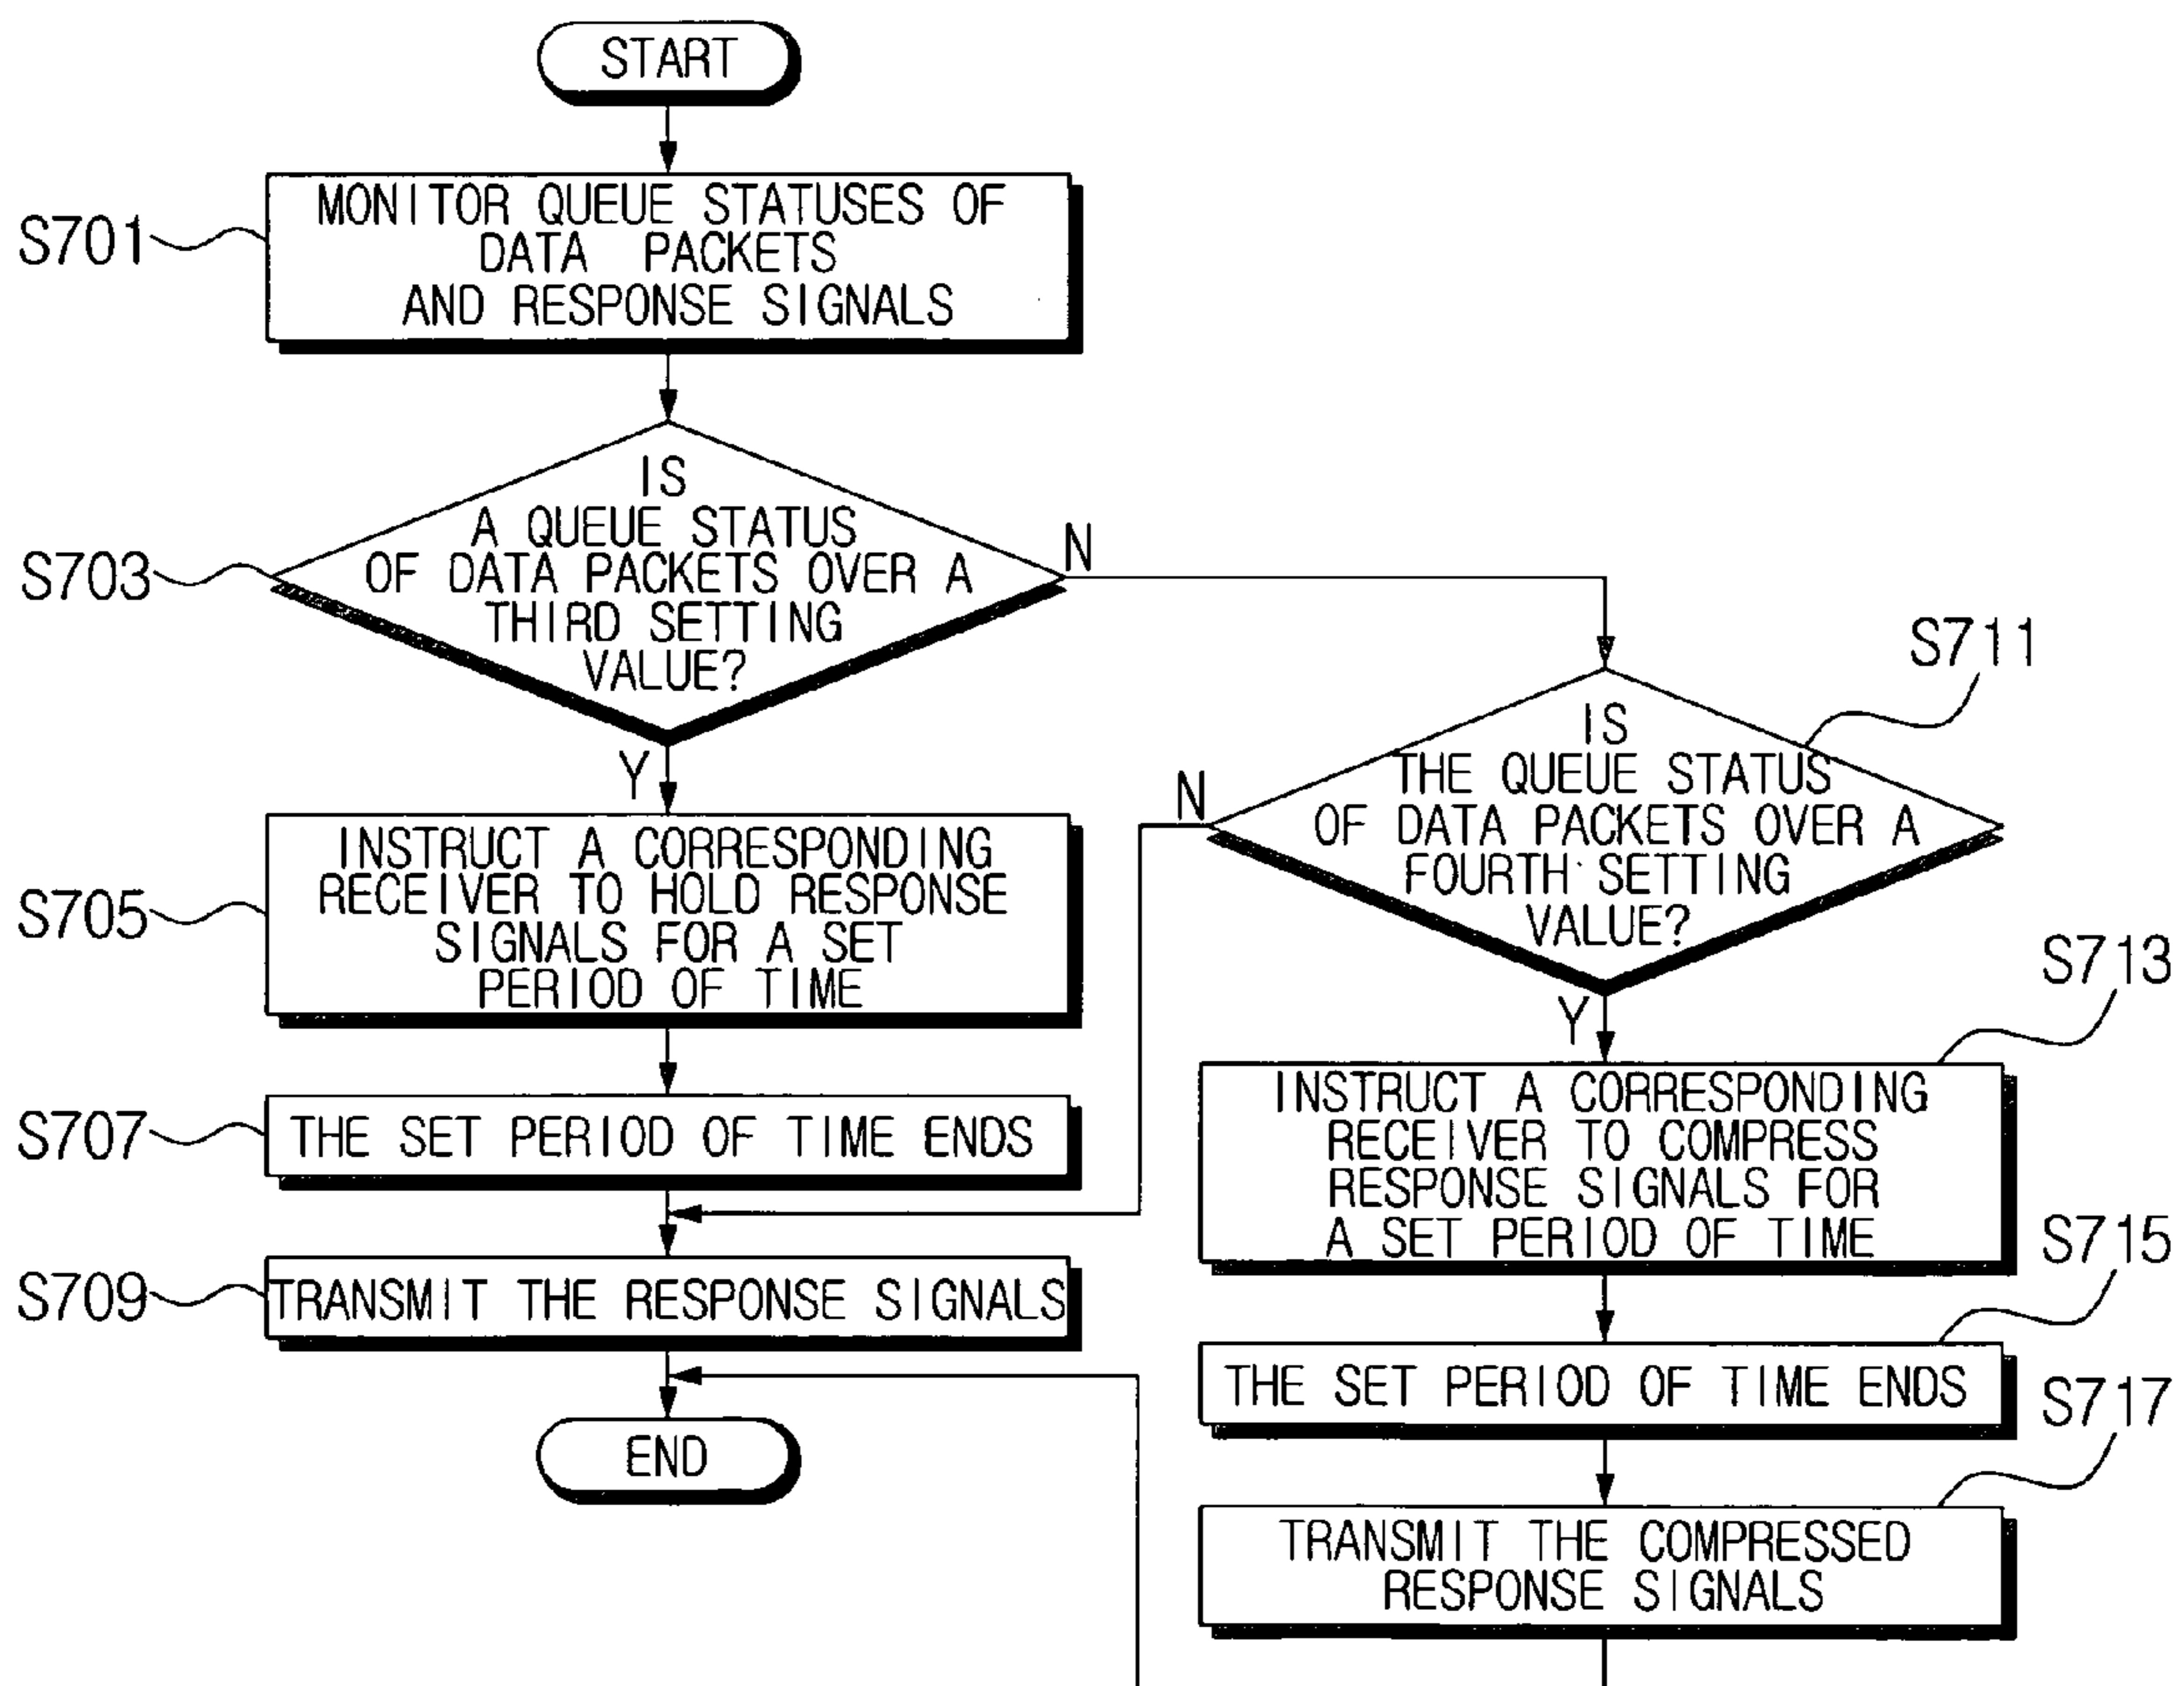 START
S701
MONITOR QUEUE STATUSES OF
DATA PACKETS
AND RESPONSE SIGNALS
S703
IS
A QUEUE STATUS
OF DATA PACKETS OVER A
THIRD SETTING
VALUE?
N
Y
S705
INSTRUCT A CORRESPONDING
RECEIVER TO HOLD RESPONSE
SIGNALS FOR A SET
PERIOD OF TIME
S707
THE SET PERIOD OF TIME ENDS
S709
TRANSMIT THE RESPONSE SIGNALS
END
S711
IS
THE QUEUE STATUS
OF DATA PACKETS OVER A
FOURTH SETTING
VALUE?
N
Y
S713
INSTRUCT A CORRESPONDING
RECEIVER TO COMPRESS
RESPONSE SIGNALS FOR
A SET PERIOD OF TIME
S715
THE SET PERIOD OF TIME ENDS
S717
TRANSMIT THE COMPRESSED
RESPONSE SIGNALS